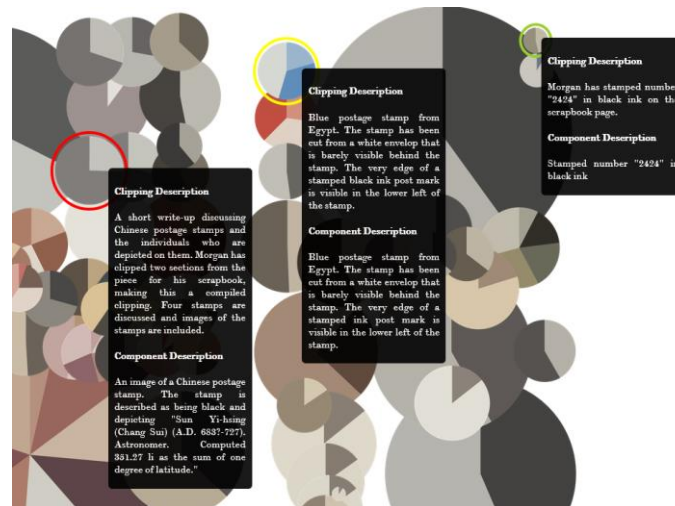 Clipping Description
A short write-up discussing
Chinese postage stamps and
the individuals who are
depicted on them. Morgan has
clipped two sections from the
piece for his scrapbook,
making this a compiled
clipping. Four stamps are
discussed and images of the
stamps are included.
Component Description
An image of a Chinese postage
stamp. The stamp is
described as being black and
depicting "Sun Yi-hsing
(Chang Sui) (A.D. 683?-727).
Astronomer. Computed
351.27 li as the sum of one
degree of latitude."
Clipping Description
Blue postage stamp from
Egypt. The stamp has been
cut from a white envelop that
is barely visible behind the
stamp. The very edge of a
stamped black ink post mark
is visible in the lower left of
the stamp.
Component Description
Blue postage stamp from
Egypt. The stamp has been
cut from a white envelop that
is barely visible behind the
stamp. The very edge of a
stamped ink post mark is
visible in the lower left of the
stamp.
Clipping Description
Morgan has stamped number
"2424" in black ink on the
scrapbook page.
Component Description
Stamped number "2424" in
black ink